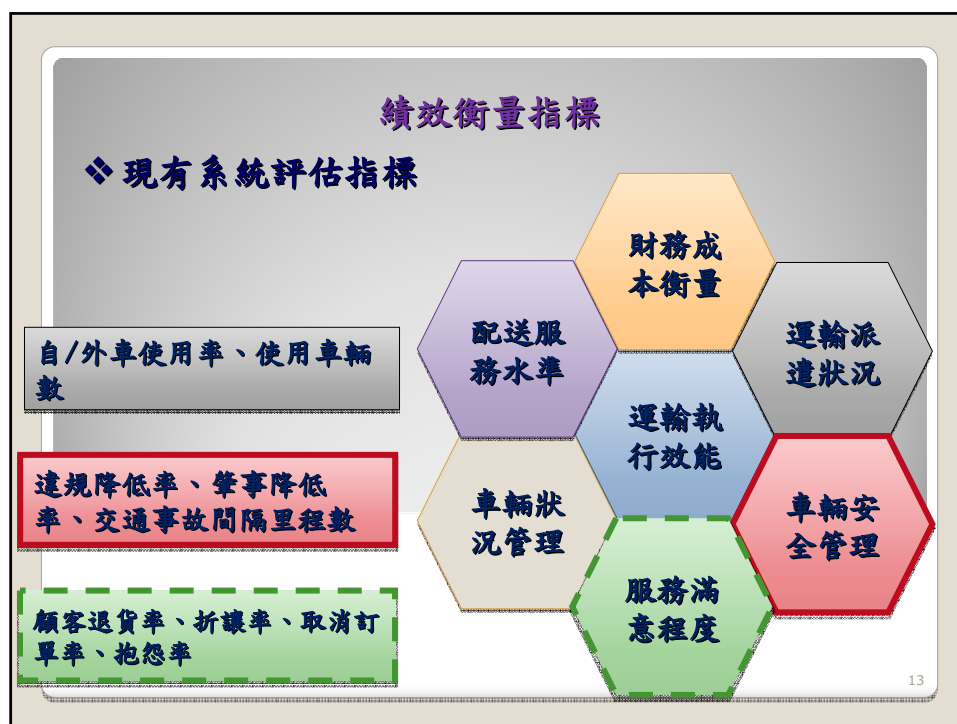 績效衡量指標
❖現有系統評估指標
財務成
本衡量
配送服
務水準
運輸派
遣狀況
運輸執
行效能
車輛狀
況管理
車輛安
全管理
服務滿
意程度
自/外車使用率、使用車輛
數
違規降低率、肇事降低
率、交通事故間隔里程數
顧客退貨率、折讓率、取消訂
單率、抱怨率
13